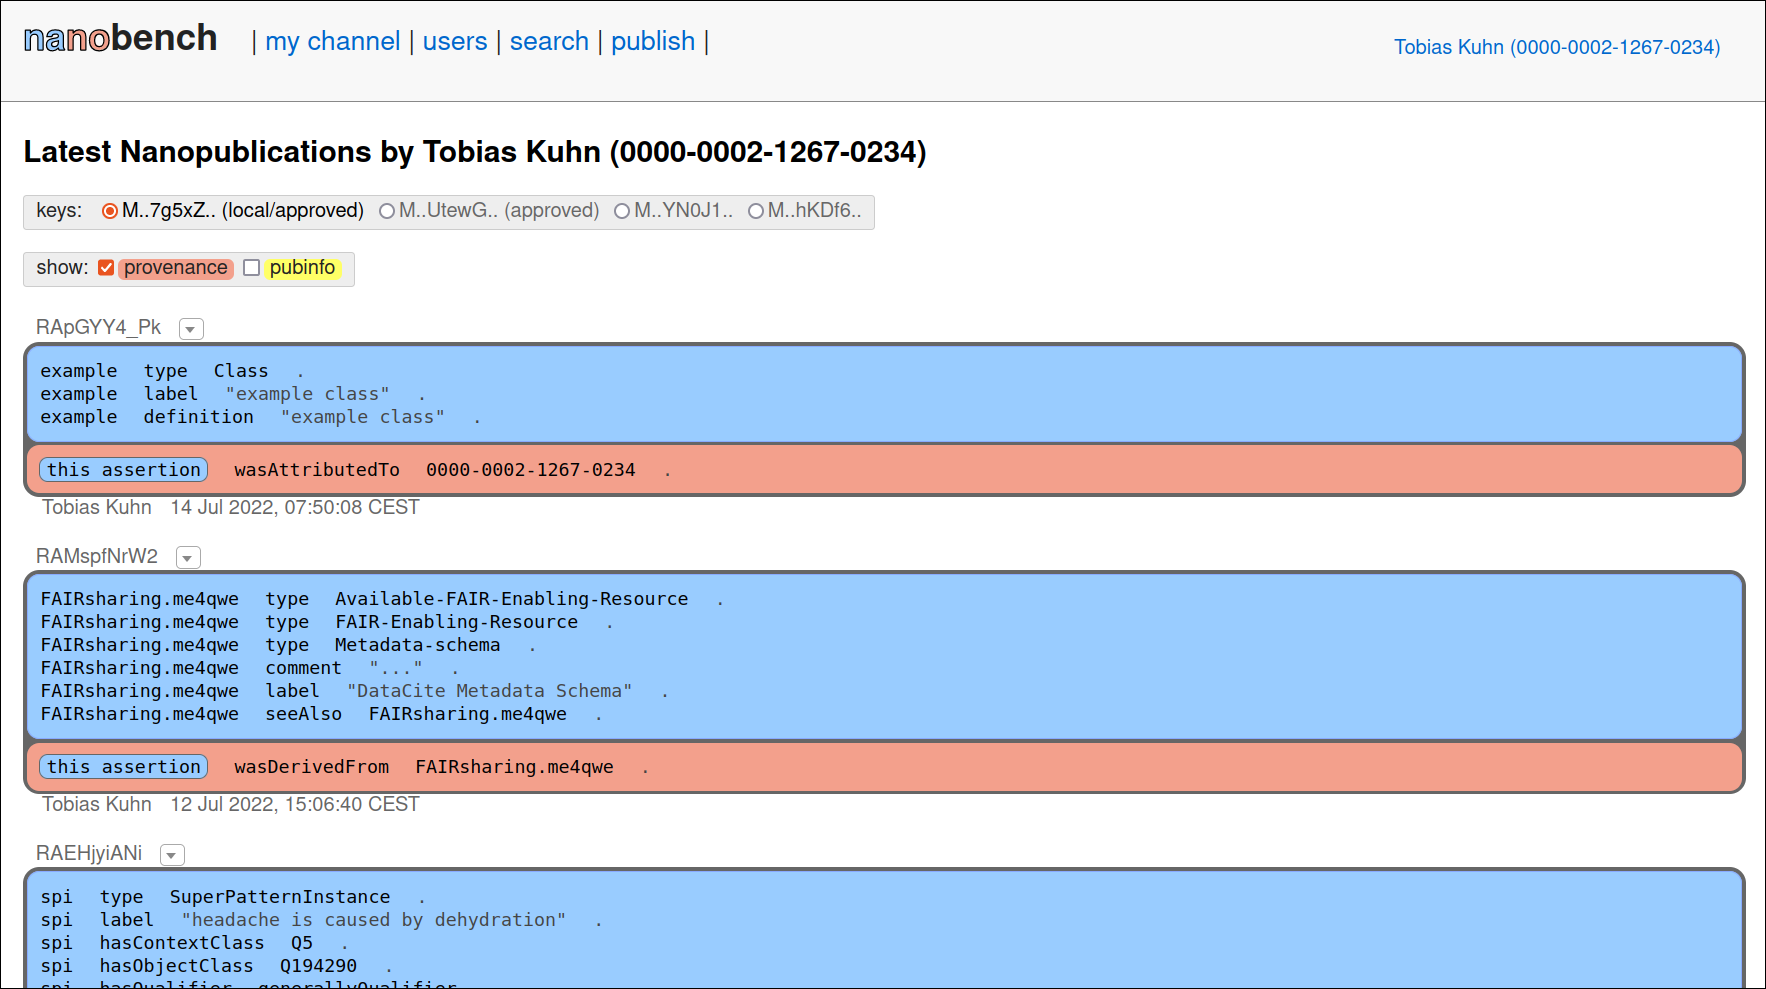 nanobench | my channel | users | search | publish |
Tobias Kuhn (0000-0002-1267-0234)
Latest Nanopublications by Tobias Kuhn (0000-0002-1267-0234)
keys: M..7g5xZ.. (local/approved) M..UtewG.. (approved) M..YN0J1.. M..hKDf6..
show: provenance pubinfo
RApGYY4_Pk
example type Class .
example label "example class" .
example definition "example class" .
this assertion wasAttributedTo 0000-0002-1267-0234 .
Tobias Kuhn 14 Jul 2022, 07:50:08 CEST
RAMspfNrW2
FAIRsharing.me4qwe type Available-FAIR-Enabling-Resource .
FAIRsharing.me4qwe type FAIR-Enabling-Resource .
FAIRsharing.me4qwe type Metadata-schema .
FAIRsharing.me4qwe comment "..." .
FAIRsharing.me4qwe label "DataCite Metadata Schema" .
FAIRsharing.me4qwe seeAlso FAIRsharing.me4qwe .
this assertion wasDerivedFrom FAIRsharing.me4qwe .
Tobias Kuhn 12 Jul 2022, 15:06:40 CEST
RAEHjyiANi
spi type SuperPatternInstance .
spi label "headache is caused by dehydration" .
spi hasContextClass Q5 .
spi hasObjectClass Q194290 .
spi hasQualifier generallyQualifier